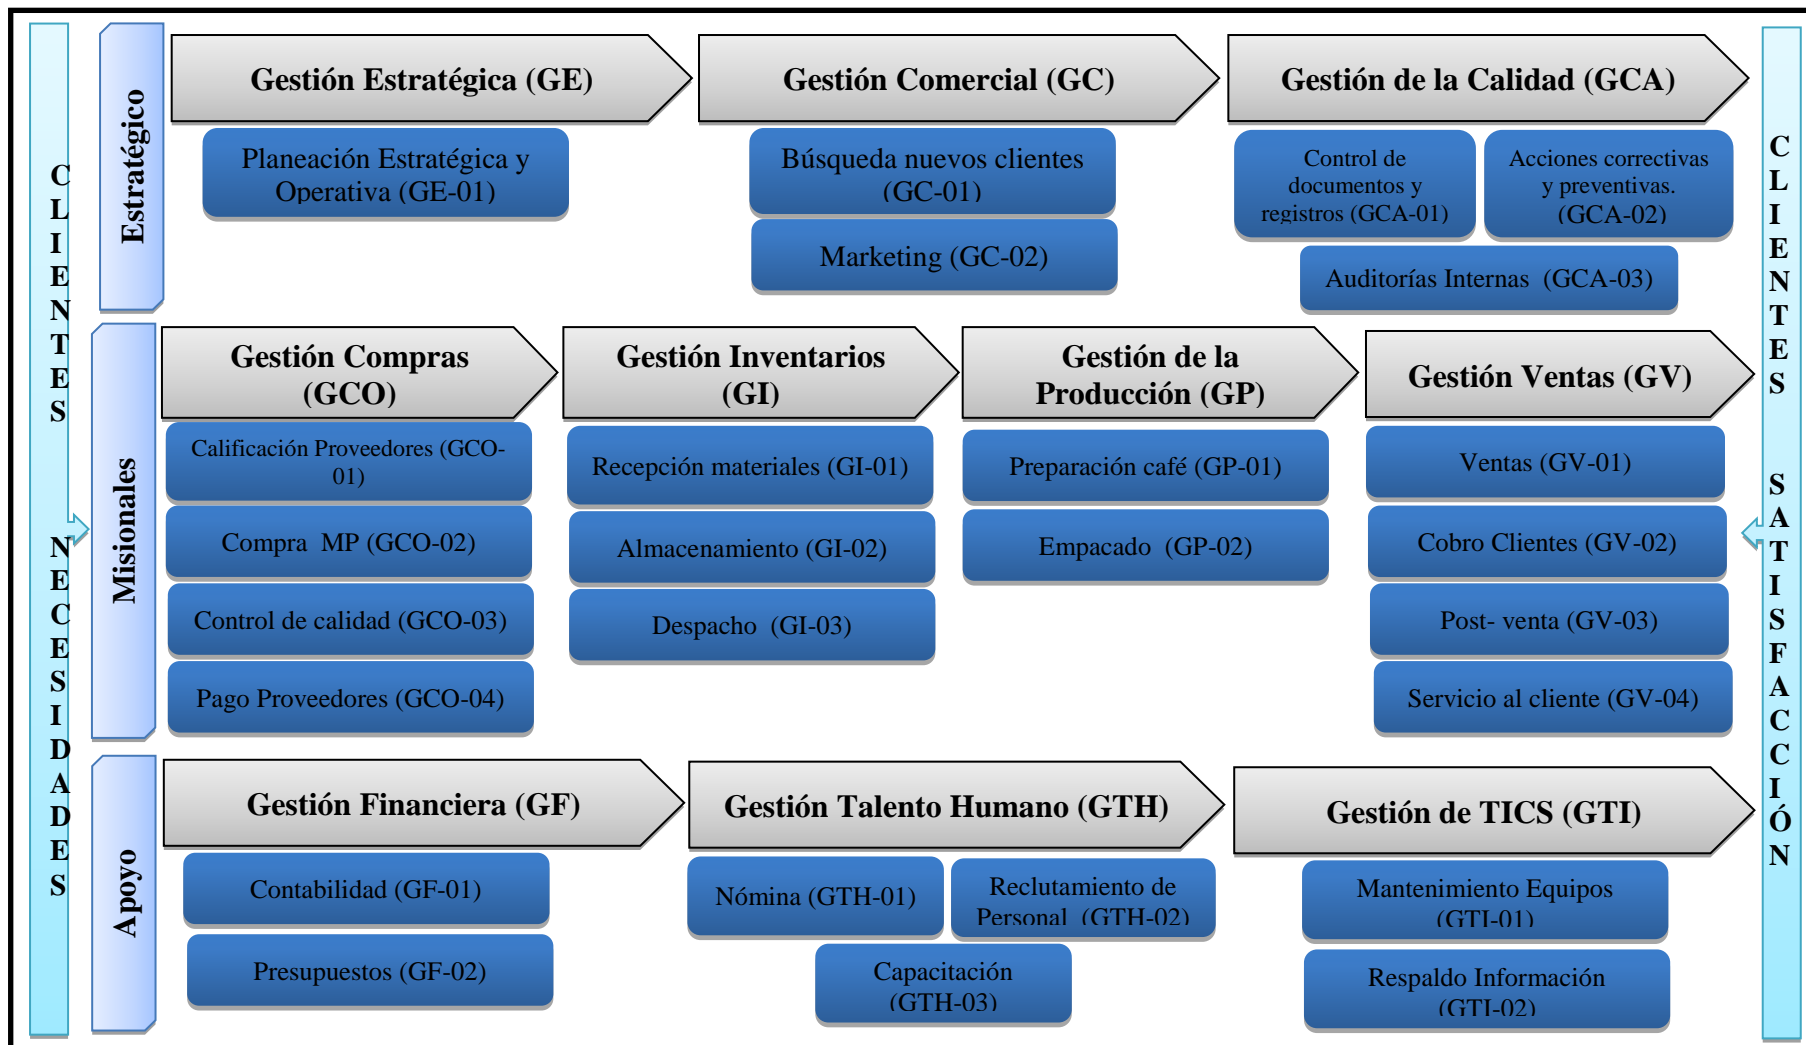 CLIENTES NECESIDADES
Estratégico
Gestión Estratégica (GE)
Planeación Estratégica y
Operativa (GE-01)
Gestión Comercial (GC)
Búsqueda nuevos clientes
(GC-01)
Marketing (GC-02)
Gestión de la Calidad (GCA)
Control de
documentos y
registros (GCA-01)
Acciones correctivas
y preventivas.
(GCA-02)
Auditorías Internas (GCA-03)
Misionales
Gestión Compras
(GCO)
Calificación Proveedores (GCO-
01)
Compra MP (GCO-02)
Control de calidad (GCO-03)
Pago Proveedores (GCO-04)
Gestión Inventarios
(GI)
Recepción materiales (GI-01)
Almacenamiento (GI-02)
Despacho (GI-03)
Gestión de la
Producción (GP)
Preparación café (GP-01)
Empacado (GP-02)
Gestión Ventas (GV)
Ventas (GV-01)
Cobro Clientes (GV-02)
Post- venta (GV-03)
Servicio al cliente (GV-04)
Apoyo
Gestión Financiera (GF)
Contabilidad (GF-01)
Presupuestos (GF-02)
Gestión Talento Humano (GTH)
Nómina (GTH-01)
Reclutamiento de
Personal (GTH-02)
Capacitación
(GTH-03)
Gestión de TICS (GTI)
Mantenimiento Equipos
(GTI-01)
Respaldo Información
(GTI-02)
CLIENTES SATISFACCIÓN